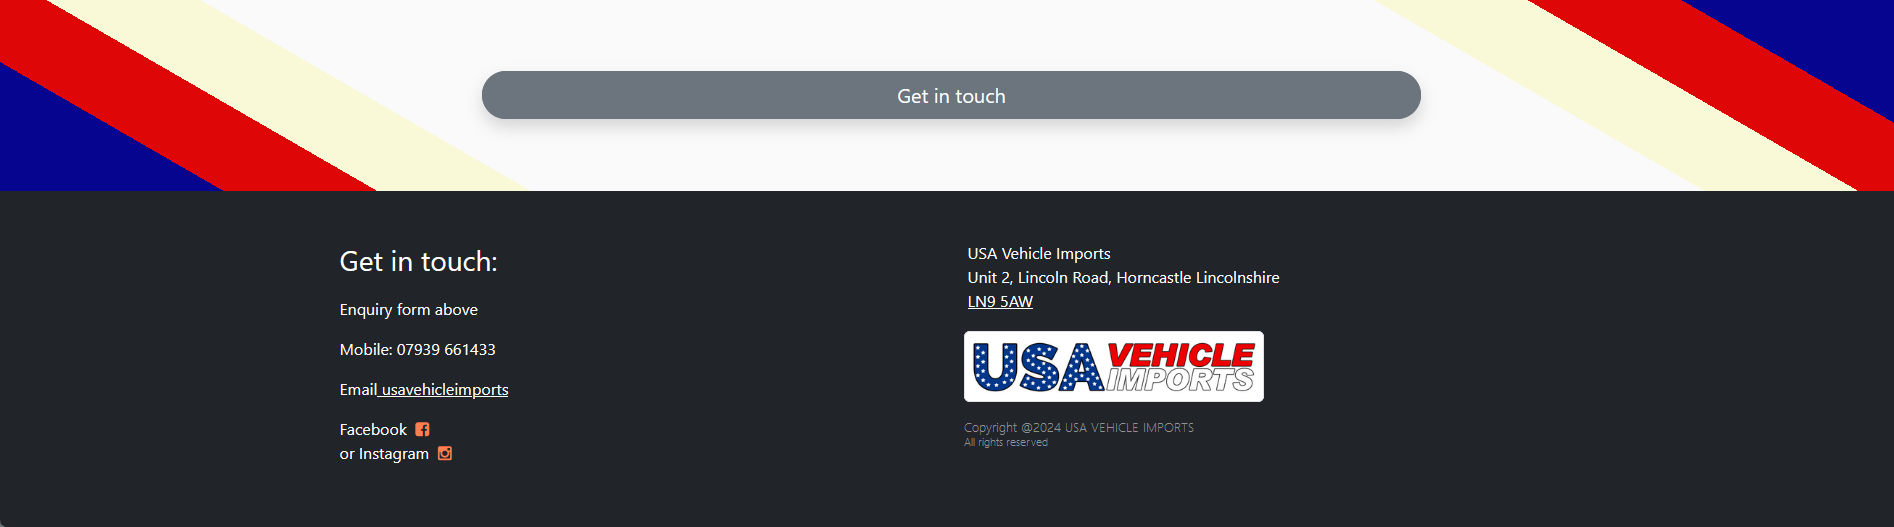 Get in touch
Get in touch:
Enquiry form above
Mobile: 07939 661433
Email usavehicleimports
Facebook
or Instagram
USA Vehicle Imports
Unit 2, Lincoln Road, Horncastle Lincolnshire
LN9 5AW
USA VEHICLE
IMPORTS
Copyright @2024 USA VEHICLE IMPORTS
All rights reserved